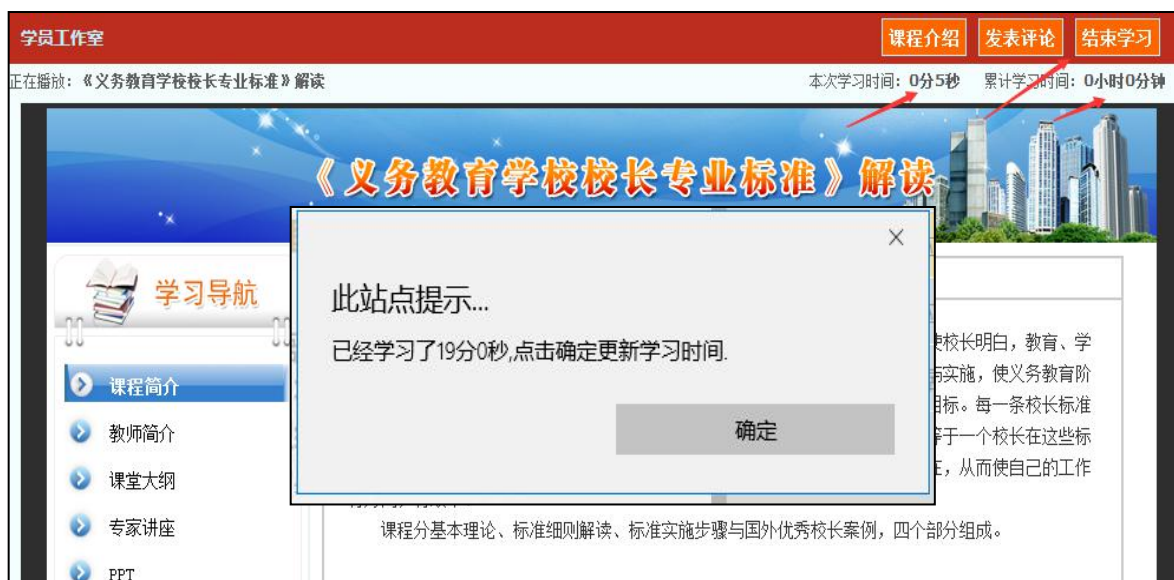 学员工作室
课程介绍 发表评论 结束学习
正在播放：《义务教育学校校长专业标准》解读 本次学习时间：0分5秒 累计学习时间：0小时0分钟
《义务教育学校校长专业标准》解读
学习导航
课程简介
教师简介
课堂大纲
专家讲座
PPT
此站点提示...
已经学习了19分0秒,点击确定更新学习时间.
确定
校长明白，教育、学
实施，使义务教育阶
目标。每一条校长标准
等于一个校长在这些标
，从而使自己的工作
课程分基本理论、标准细则解读、标准实施步骤与国外优秀校长案例，四个部分组成。